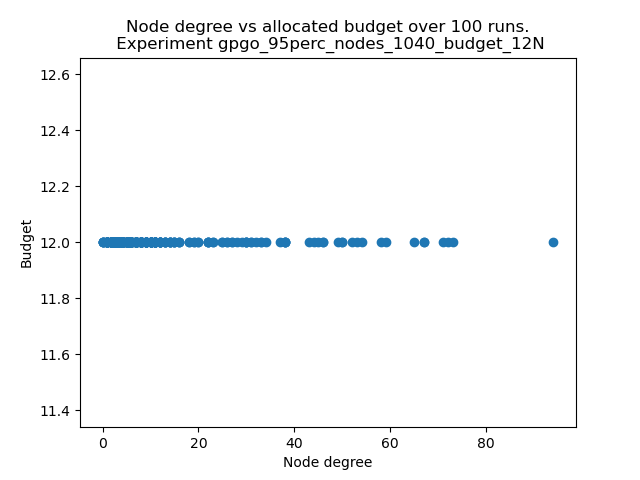 Node degree vs allocated budget over 100 runs.
Experiment gpgo_95perc_nodes_1040_budget_12N
12.6
12.4
12.2
12.0
11.8
11.6
11.4
Budget
0 20 40 60 80
Node degree